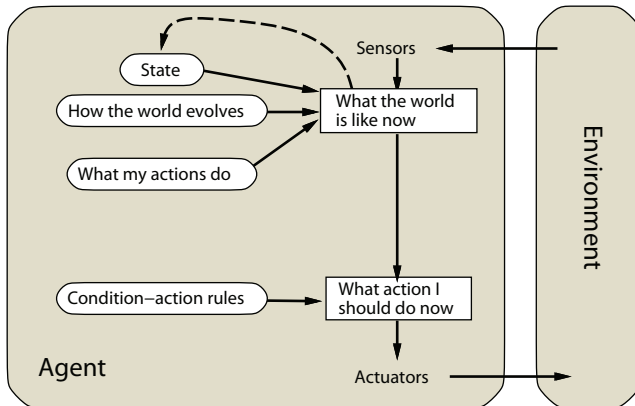 Sensors
State
How the world evolves
What the world
is like now
What my actions do
Condition–action rules
What action I
should do now
Agent
Actuators
Environment